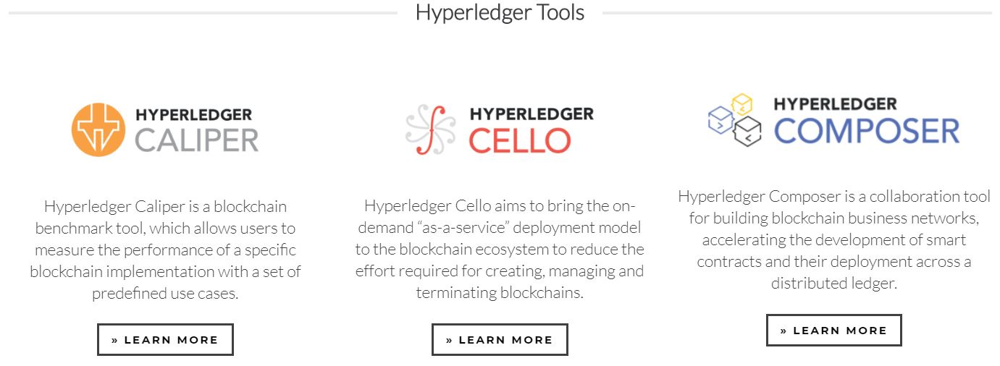 Hyperledger Tools
HYPERLEDGER
CALIPER
Hyperledger Caliper is a blockchain
benchmark tool, which allows users to
measure the performance of a specific
blockchain implementation with a set of
predefined use cases.
» LEARN MORE
HYPERLEDGER
CELLO
Hyperledger Cello aims to bring the on-
demand “as-a-service” deployment model
to the blockchain ecosystem to reduce the
effort required for creating, managing and
terminating blockchains.
» LEARN MORE
HYPERLEDGER
COMPOSER
Hyperledger Composer is a collaboration tool
for building blockchain business networks,
accelerating the development of smart
contracts and their deployment across a
distributed ledger.
» LEARN MORE